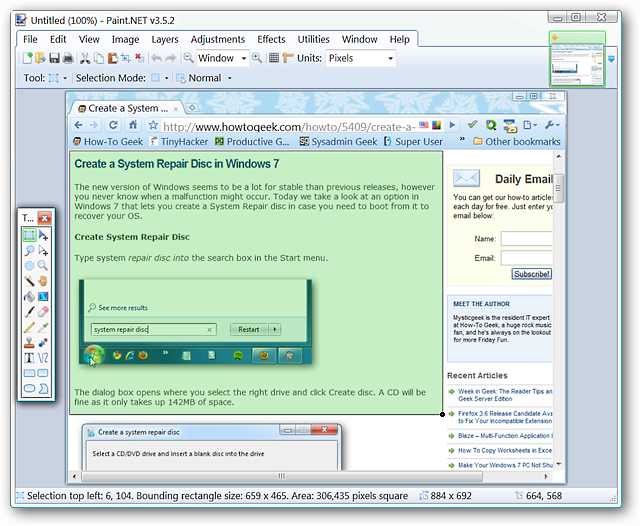 Untitled (100%) - Paint.NET v3.5.2
File Edit View Image Layers Adjustments Effects Utilities Window Help
Window Units: Pixels
Tool: Selection Mode: Normal
Create a System ...
http://www.howtogeek.com/howto/5409/create-a-
How-To Geek TinyHacker Productive G... Sysadmin Geek Super User » Other bookmarks
Create a System Repair Disc in Windows 7
The new version of Windows seems to be a lot for stable than previous releases, however
you never know when a malfunction might occur. Today we take a look at an option in
Windows 7 that lets you create a System Repair disc in case you need to boot from it to
recover your OS.
Create System Repair Disc
Type system repair disc into the search box in the Start menu.
See more results
system repair disc
Restart
The dialog box opens where you select the right drive and click Create disc. A CD will be
fine as it only takes up 142MB of space.
Create a system repair disc
Select a CD/DVD drive and insert a blank disc into the drive
Daily Email
You can get our how-to articles
each day for free. Just enter your
email below:
Name:
Email:
Subscribe!
MEET THE AUTHOR
Mysticgeek is the resident IT expert
at How-To Geek, a huge rock music
fan, and he's always on the lookout
for more Friday Fun.
Recent Articles
Week in Geek: The Reader Tips and
Geek Server Edition
Firefox 3.6 Release Candidate Ava
to Fix Your Incompatible Extension
Blaze – Multi-Function Application
How To Copy Worksheets in Exce
Make Your Windows 7 PC Not Shu
T...
Selection top left: 6, 104. Bounding rectangle size: 659 x 465. Area: 306,435 pixels square 884 x 692 664, 568